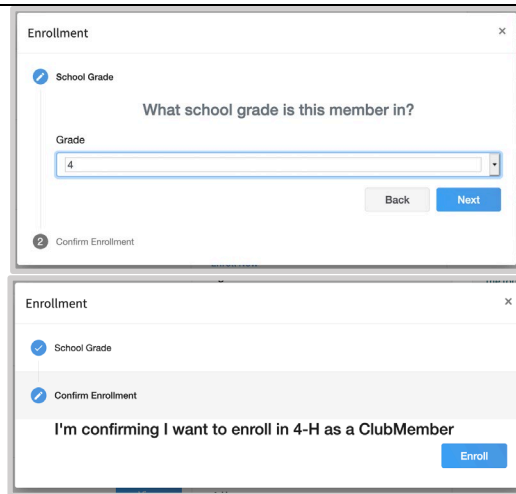 Enrollment ×
School Grade
What school grade is this member in?
Grade
4
Back Next
2 Confirm Enrollment
Enrollment ×
School Grade
Confirm Enrollment
I'm confirming I want to enroll in 4-H as a ClubMember
Enroll